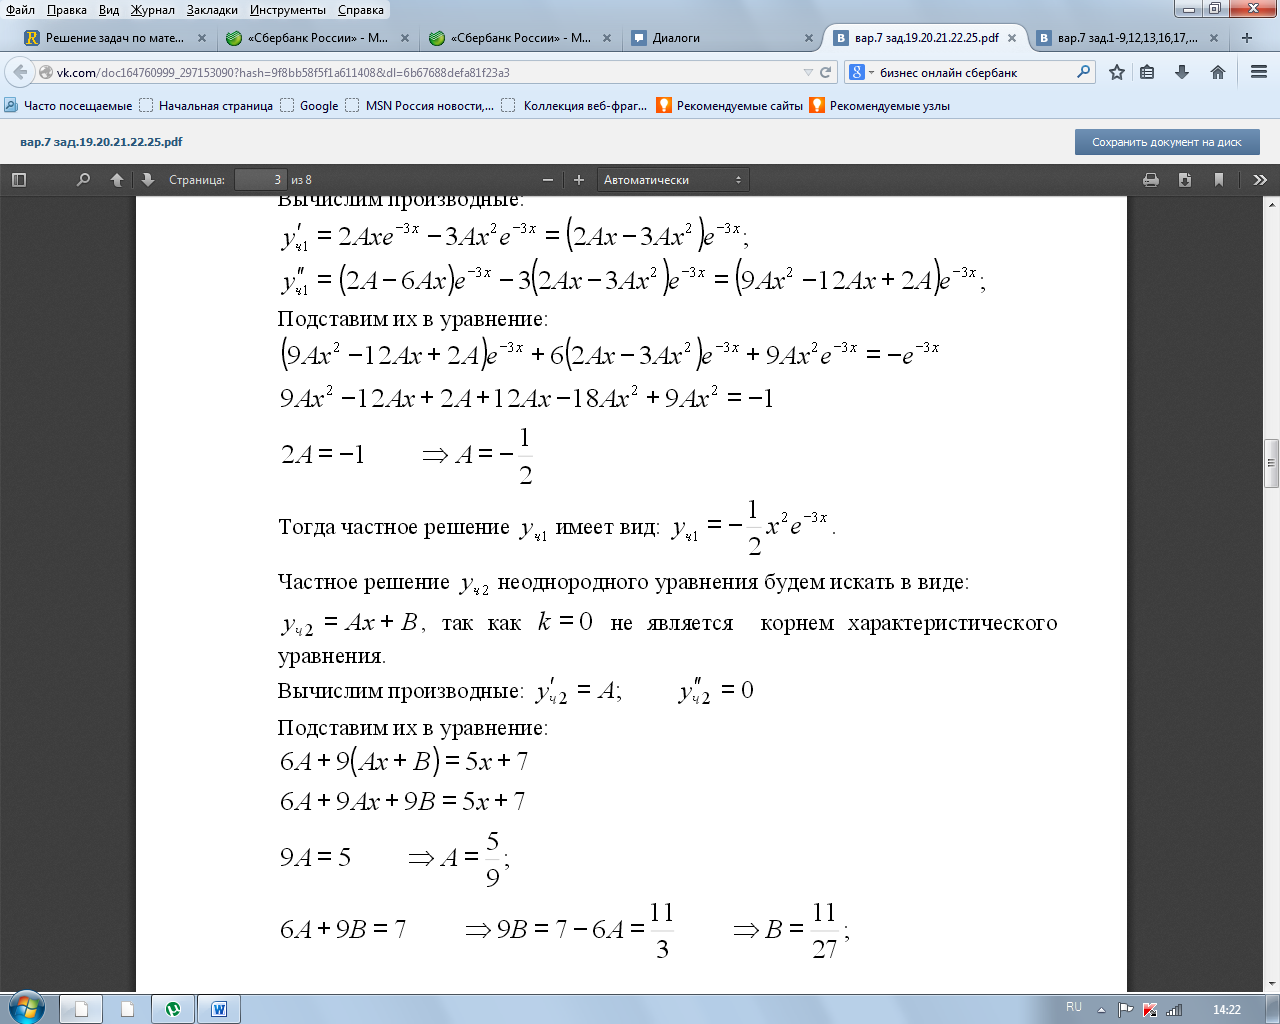 Файл Правка Вид Журнал Закладки Инструменты Справка
Решение задач по мате... «Сбербанк России» - М... «Сбербанк России» - М... Диалоги вар.7 зад.19.20.21.22.25.pdf вар.7 зад.1-9,12,13,16,17,...
vk.com/doc164760999_297153090?hash=9f8bb58f5f1a611408&dl=6b67688defa81f23a3 бизнес онлайн сбербанк
Часто посещаемые Начальная страница Google MSN Россия новости,... Коллекция веб-фраг... Рекомендуемые сайты Рекомендуемые узлы
вар.7 зад.19.20.21.22.25.pdf Сохранить документ на диск
Страница: 3 из 8 Автоматически
Вычислим производные:
y′ч1 = 2Axe^(−3x) − 3Ax²e^(−3x) = (2Ax − 3Ax²)e^(−3x);
y″ч1 = (2A − 6Ax)e^(−3x) − 3(2Ax − 3Ax²)e^(−3x) = (9Ax² − 12Ax + 2A)e^(−3x);
Подставим их в уравнение:
(9Ax² − 12Ax + 2A)e^(−3x) + 6(2Ax − 3Ax²)e^(−3x) + 9Ax²e^(−3x) = −e^(−3x)
9Ax² − 12Ax + 2A + 12Ax − 18Ax² + 9Ax² = −1
2A = −1 ⇒ A = −1/2
Тогда частное решение yч1 имеет вид: yч1 = −1/2 x²e^(−3x).
Частное решение yч2 неоднородного уравнения будем искать в виде:
yч2 = Ax + B, так как k = 0 не является корнем характеристического
уравнения.
Вычислим производные: y′ч2 = A; y″ч2 = 0
Подставим их в уравнение:
6A + 9(Ax + B) = 5x + 7
6A + 9Ax + 9B = 5x + 7
9A = 5 ⇒ A = 5/9;
6A + 9B = 7 ⇒ 9B = 7 − 6A = 11/3 ⇒ B = 11/27;
RU 14:22